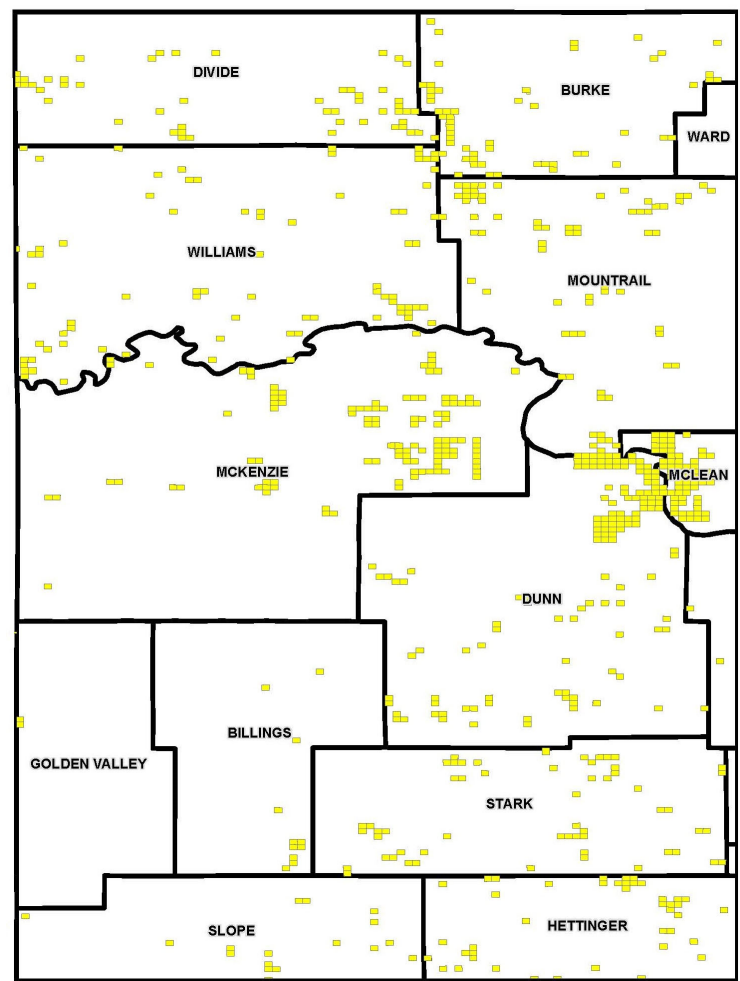 DIVIDE
BURKE
WARD
WILLIAMS
MOUNTRAIL
MCKENZIE
MCLEAN
DUNN
BILLINGS
GOLDEN VALLEY
STARK
SLOPE
HETTINGER